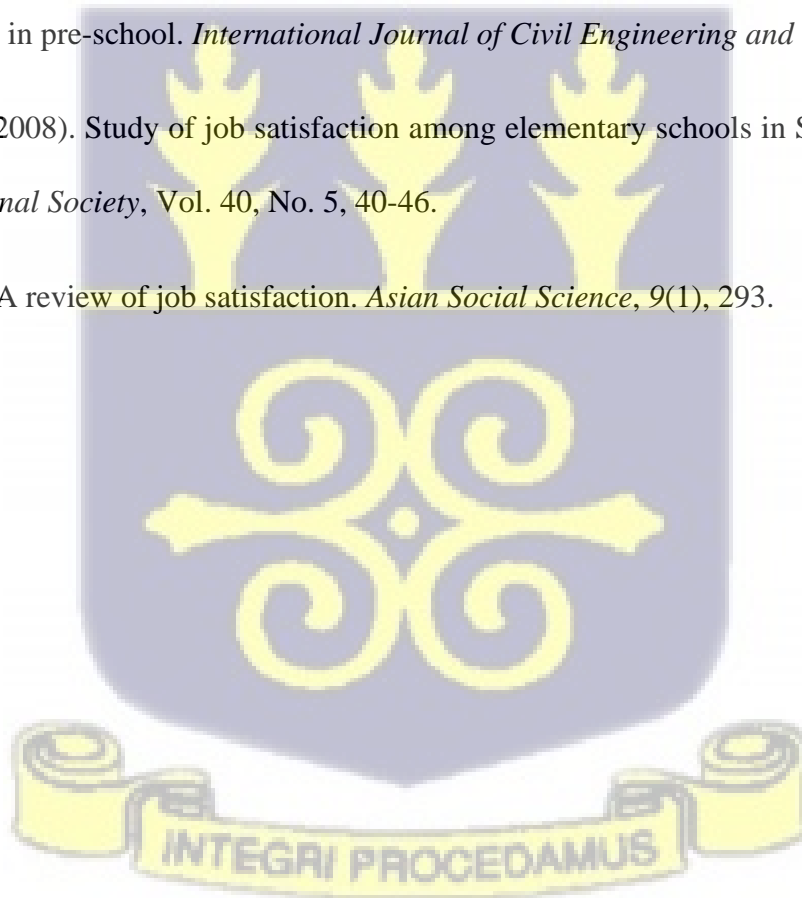 in pre-school. International Journal of Civil Engineering and
2008). Study of job satisfaction among elementary schools in S
nal Society, Vol. 40, No. 5, 40-46.
A review of job satisfaction. Asian Social Science, 9(1), 293.
INTEGRI PROCEDAMUS